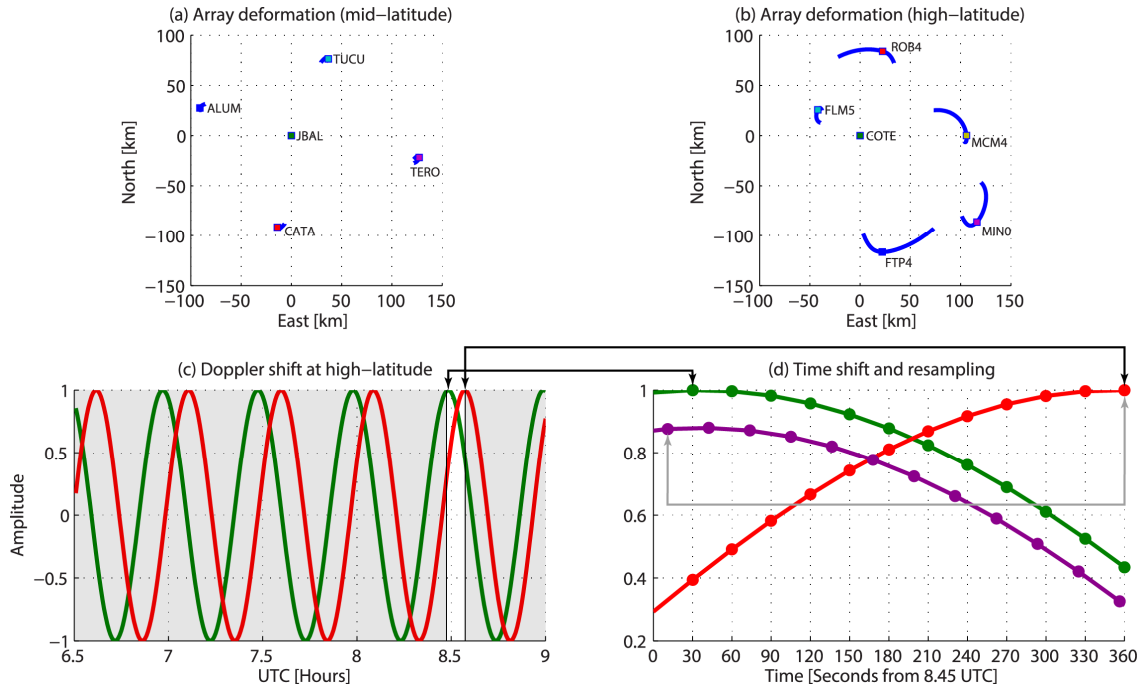 (a) Array deformation (mid−latitude)
100
50
0
−50
−100
−150
North [km]
TUCU
ALUM
JBAL
TERO
CATA
−100 −50 0 50 100 150
East [km]
(b) Array deformation (high−latitude)
100
50
0
−50
−100
−150
North [km]
ROB4
FLM5
COTE
MCM4
MIN0
FTP4
−100 −50 0 50 100 150
East [km]
(c) Doppler shift at high−latitude
1
0.5
0
−0.5
−1
Amplitude
6.5 7 7.5 8 8.5 9
UTC [Hours]
(d) Time shift and resampling
1
0.8
0.6
0.4
0.2
0 30 60 90 120 150 180 210 240 270 300 330 360
Time [Seconds from 8.45 UTC]